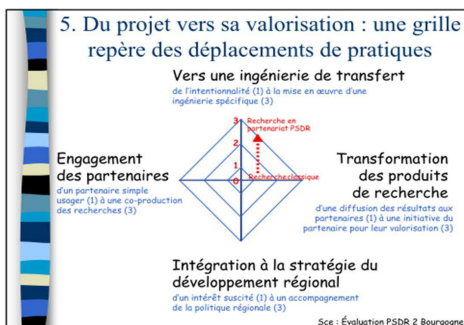 5. Du projet vers sa valorisation : une grille
repère des déplacements de pratiques
Vers une ingénierie de transfert
de l'intentionnalité (1) à la mise en œuvre d'une
ingénierie spécifique (3)
3
Recherche en
partenariat PSDR
2
1
0
Recherche classique
Engagement
des partenaires
d'un partenaire simple
usager (1) à une co-production
des recherches (3)
Transformation
des produits
de recherche
d'une diffusion des résultats aux
partenaires (1) à une initiative du
partenaire pour leur valorisation (3)
Intégration à la stratégie du
développement régional
d'un intérêt suscité (1) à un accompagnement
de la politique régionale (3)
Sce : Évaluation PSDR 2 Bourgogne